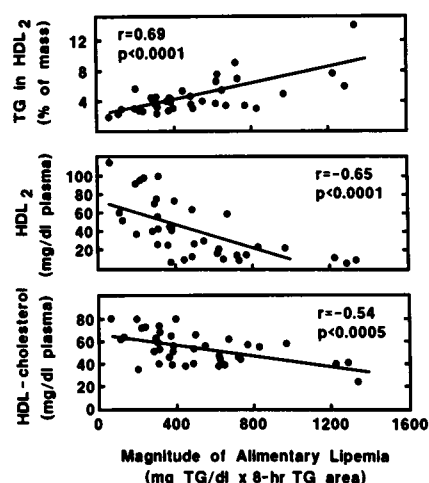 TG in HDL2
(% of mass)
12
8
4
r=0.69
p<0.0001
HDL2
(mg/dl plasma)
100
80
60
40
20
r=-0.65
p<0.0001
HDL-cholesterol
(mg/dl plasma)
80
60
40
20
0
r=-0.54
p<0.0005
0 400 800 1200 1600
Magnitude of Alimentary Lipemia
(mg TG/dl x 8-hr TG area)